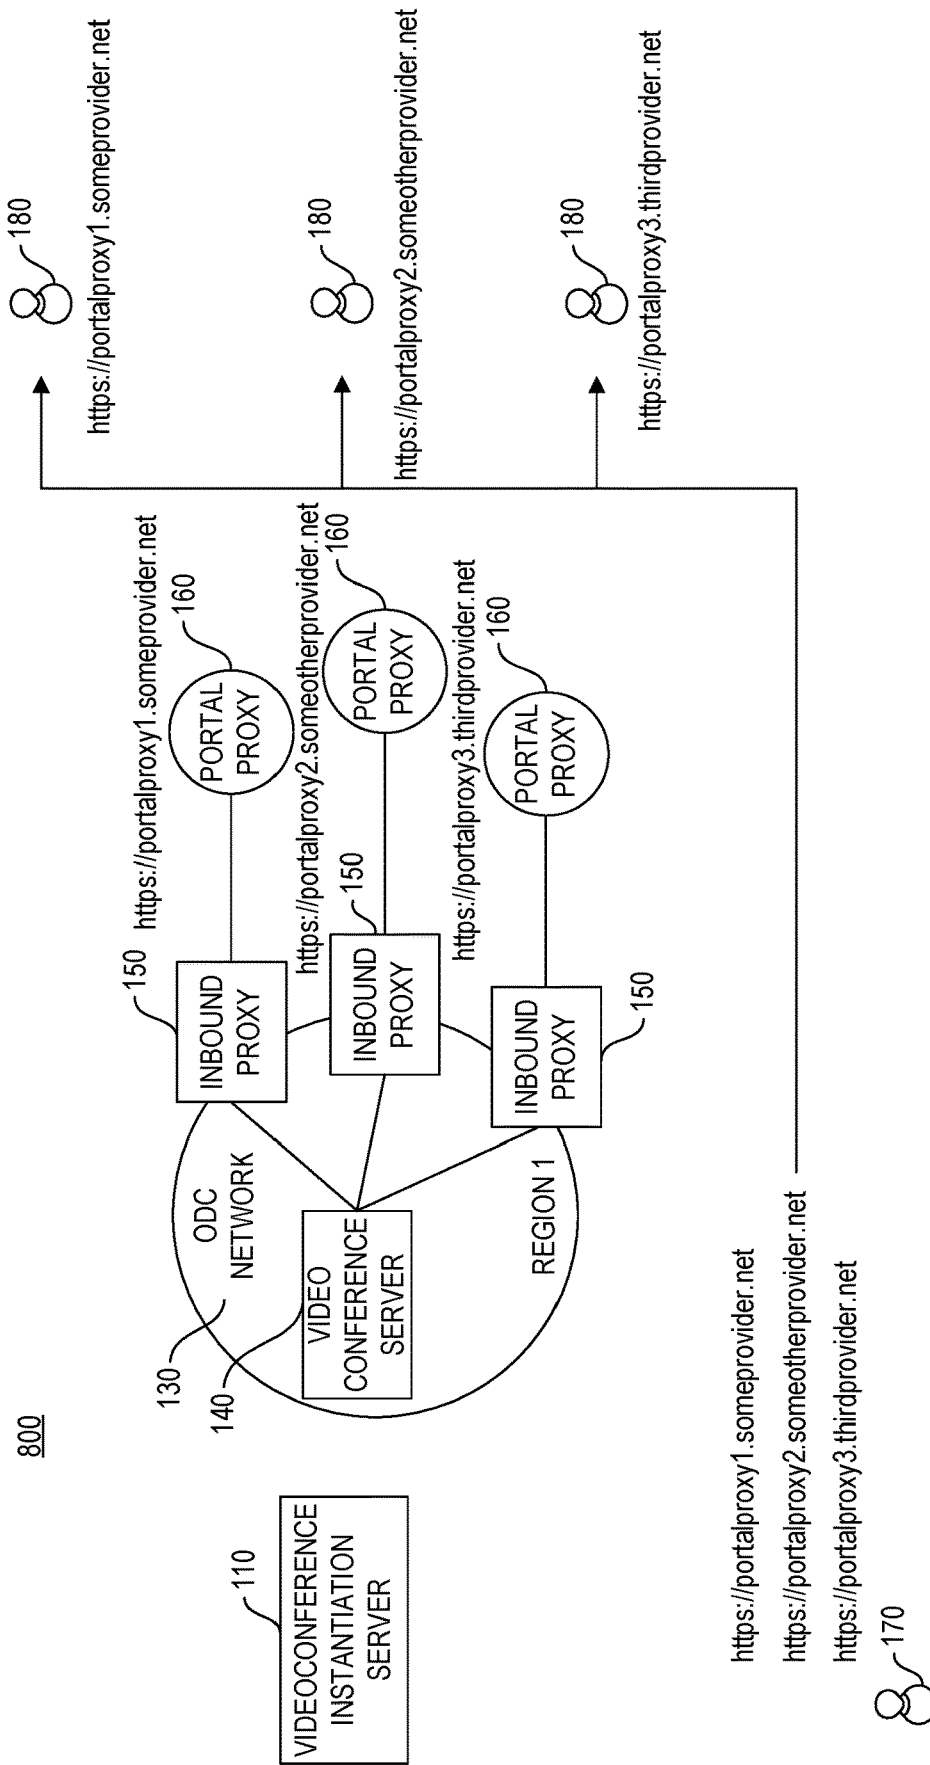 800
110
VIDEOCONFERENCE
INSTANTIATION
SERVER
130
ODC
NETWORK
140
VIDEO
CONFERENCE
SERVER
REGION 1
150
INBOUND
PROXY
150
INBOUND
PROXY
150
INBOUND
PROXY
https://portalproxy1.someprovider.net
160
PORTAL
PROXY
https://portalproxy2.someotherprovider.net
160
PORTAL
PROXY
https://portalproxy3.thirdprovider.net
160
PORTAL
PROXY
180
https://portalproxy1.someprovider.net
180
https://portalproxy2.someotherprovider.net
180
https://portalproxy3.thirdprovider.net
https://portalproxy1.someprovider.net
https://portalproxy2.someotherprovider.net
https://portalproxy3.thirdprovider.net
170